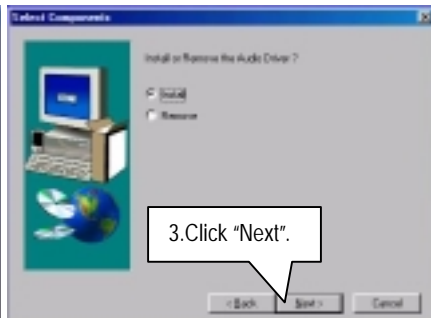 Select Components
Install or Remove the Audio Driver ?
Install
Remove
3.Click “Next”.
< Back
Next >
Cancel